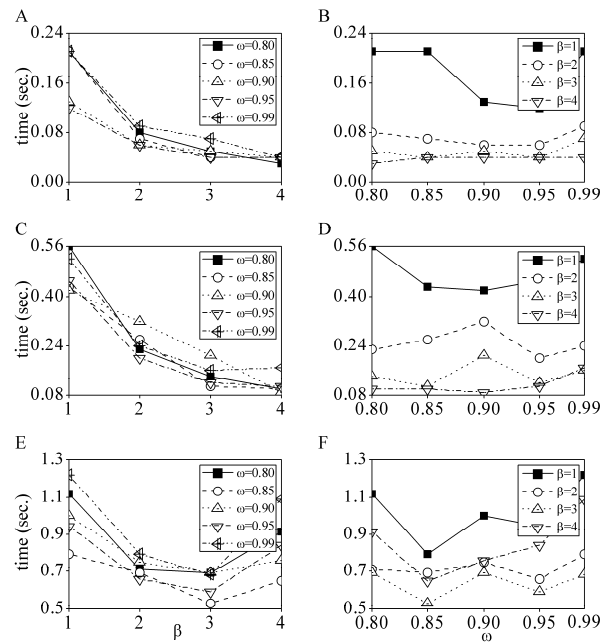 A
B
0.24
0.16
0.08
0.00
time (sec.)
1
2
3
4
ω=0.80
ω=0.85
ω=0.90
ω=0.95
ω=0.99
0.24
0.16
0.08
0.00
time (sec.)
0.80
0.85
0.90
0.95
0.99
β=1
β=2
β=3
β=4
C
D
0.56
0.40
0.24
0.08
time (sec.)
1
2
3
4
ω=0.80
ω=0.85
ω=0.90
ω=0.95
ω=0.99
0.56
0.40
0.24
0.08
time (sec.)
0.80
0.85
0.90
0.95
0.99
β=1
β=2
β=3
β=4
E
F
1.3
1.1
0.9
0.7
0.5
time (sec.)
1
2
3
4
β
ω=0.80
ω=0.85
ω=0.90
ω=0.95
ω=0.99
1.3
1.1
0.9
0.7
0.5
time (sec.)
0.80
0.85
0.90
0.95
0.99
ω
β=1
β=2
β=3
β=4